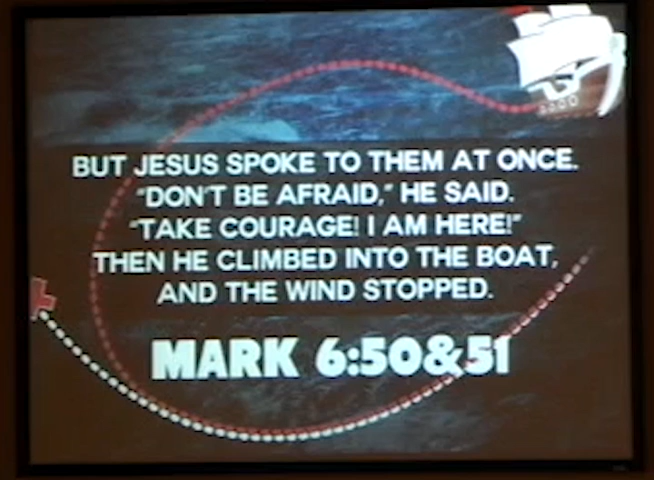 BUT JESUS SPOKE TO THEM AT ONCE.
"DON'T BE AFRAID," HE SAID.
"TAKE COURAGE! I AM HERE!"
THEN HE CLIMBED INTO THE BOAT,
AND THE WIND STOPPED.
MARK 6:50&51